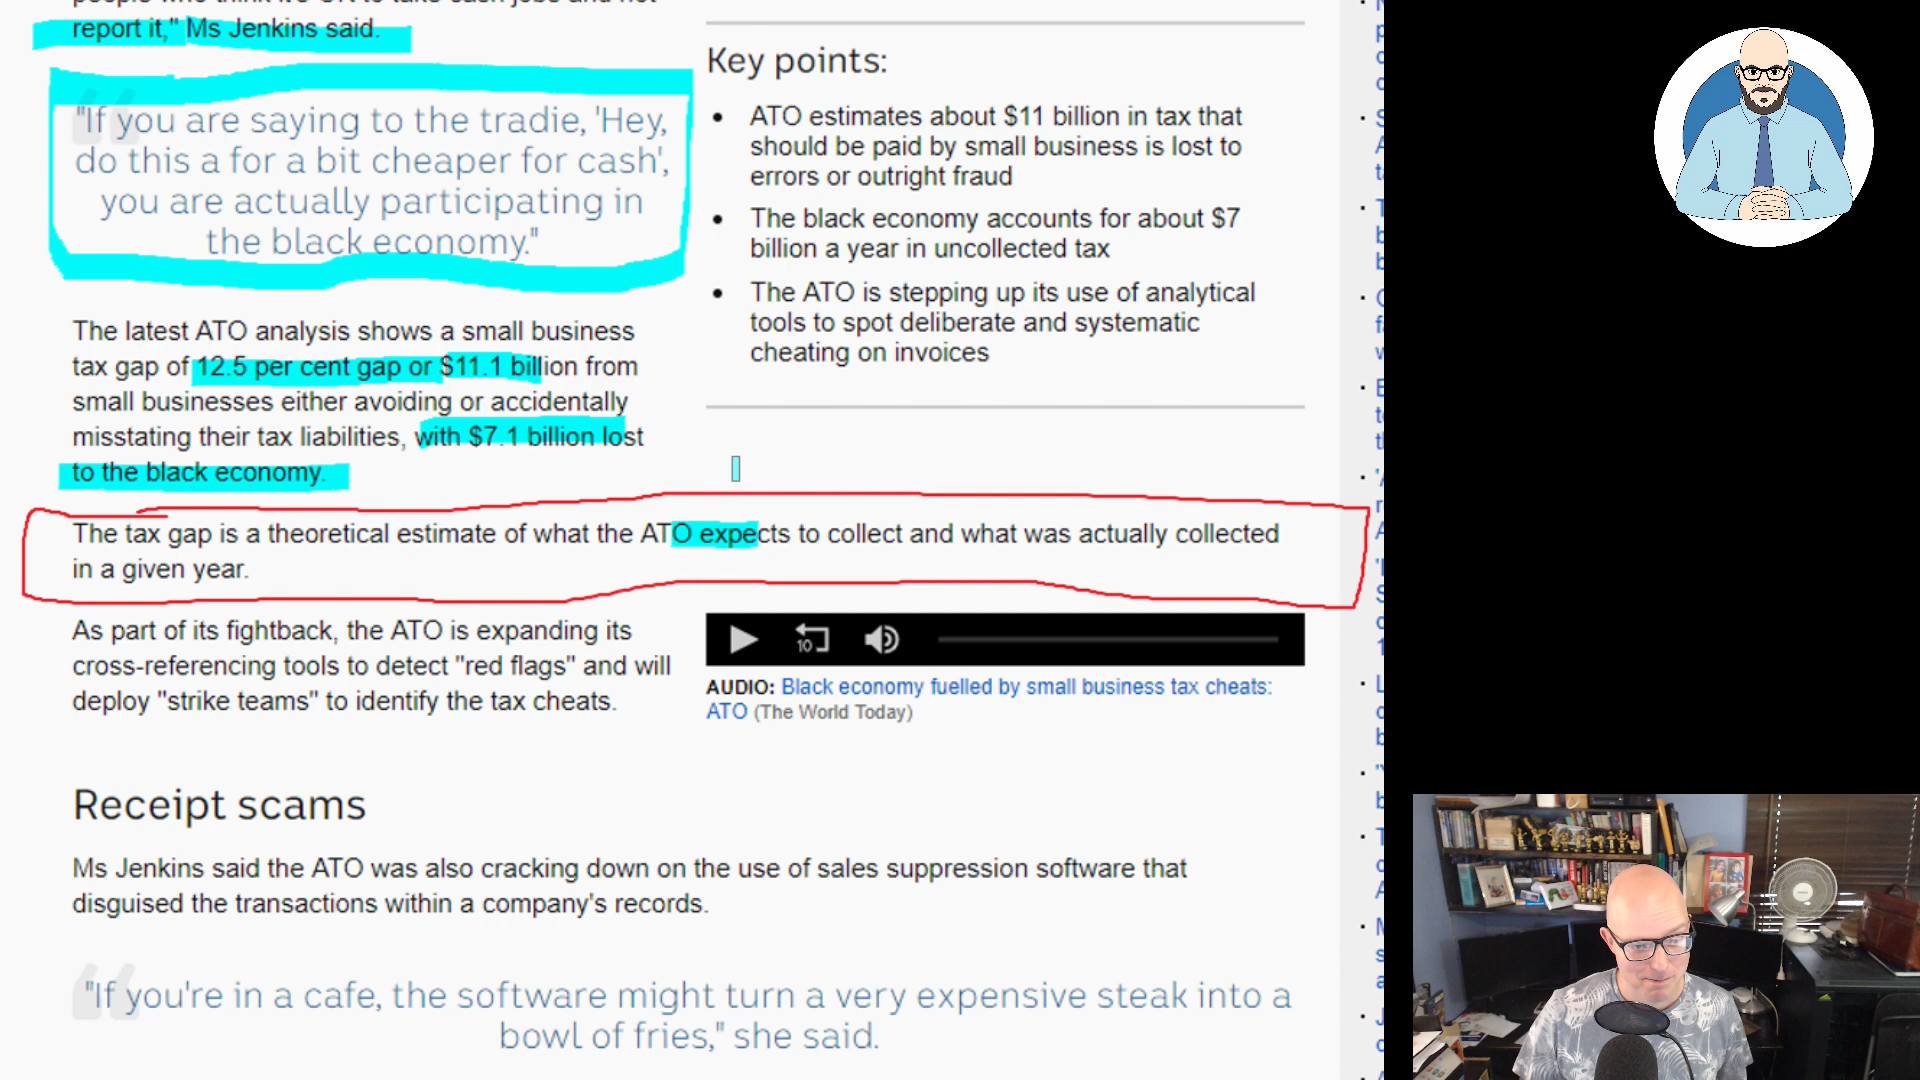 report it," Ms Jenkins said.
"If you are saying to the tradie, 'Hey,
do this a for a bit cheaper for cash',
you are actually participating in
the black economy."
The latest ATO analysis shows a small business
tax gap of 12.5 per cent gap or $11.1 billion from
small businesses either avoiding or accidentally
misstating their tax liabilities, with $7.1 billion lost
to the black economy.
Key points:
• ATO estimates about $11 billion in tax that
should be paid by small business is lost to
errors or outright fraud
• The black economy accounts for about $7
billion a year in uncollected tax
• The ATO is stepping up its use of analytical
tools to spot deliberate and systematic
cheating on invoices
The tax gap is a theoretical estimate of what the ATO expects to collect and what was actually collected
in a given year.
As part of its fightback, the ATO is expanding its
cross-referencing tools to detect "red flags" and will
deploy "strike teams" to identify the tax cheats.
10
AUDIO: Black economy fuelled by small business tax cheats:
ATO (The World Today)
Receipt scams
Ms Jenkins said the ATO was also cracking down on the use of sales suppression software that
disguised the transactions within a company's records.
"If you're in a cafe, the software might turn a very expensive steak into a
bowl of fries," she said.